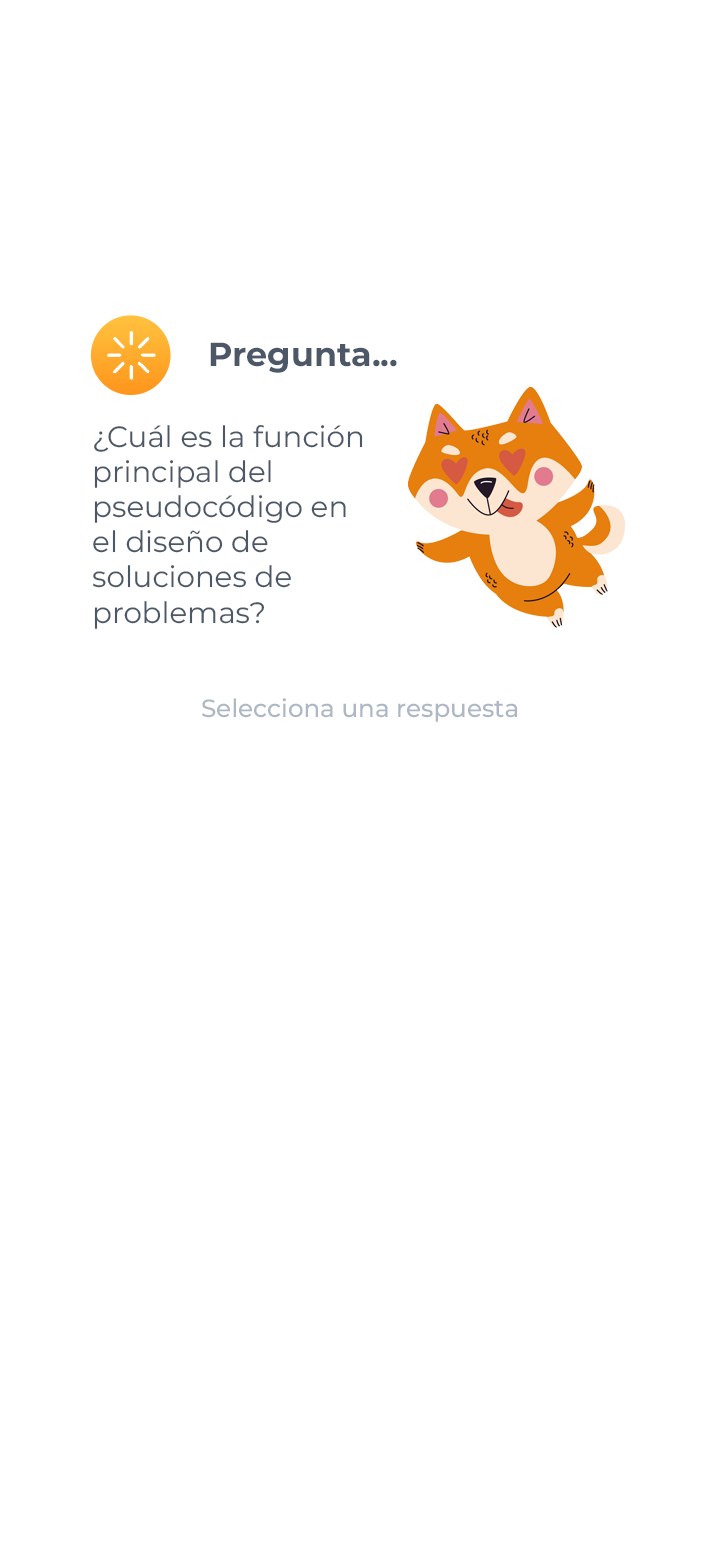 Pregunta...
¿Cuál es la función
principal del
pseudocódigo en
el diseño de
soluciones de
problemas?
Selecciona una respuesta